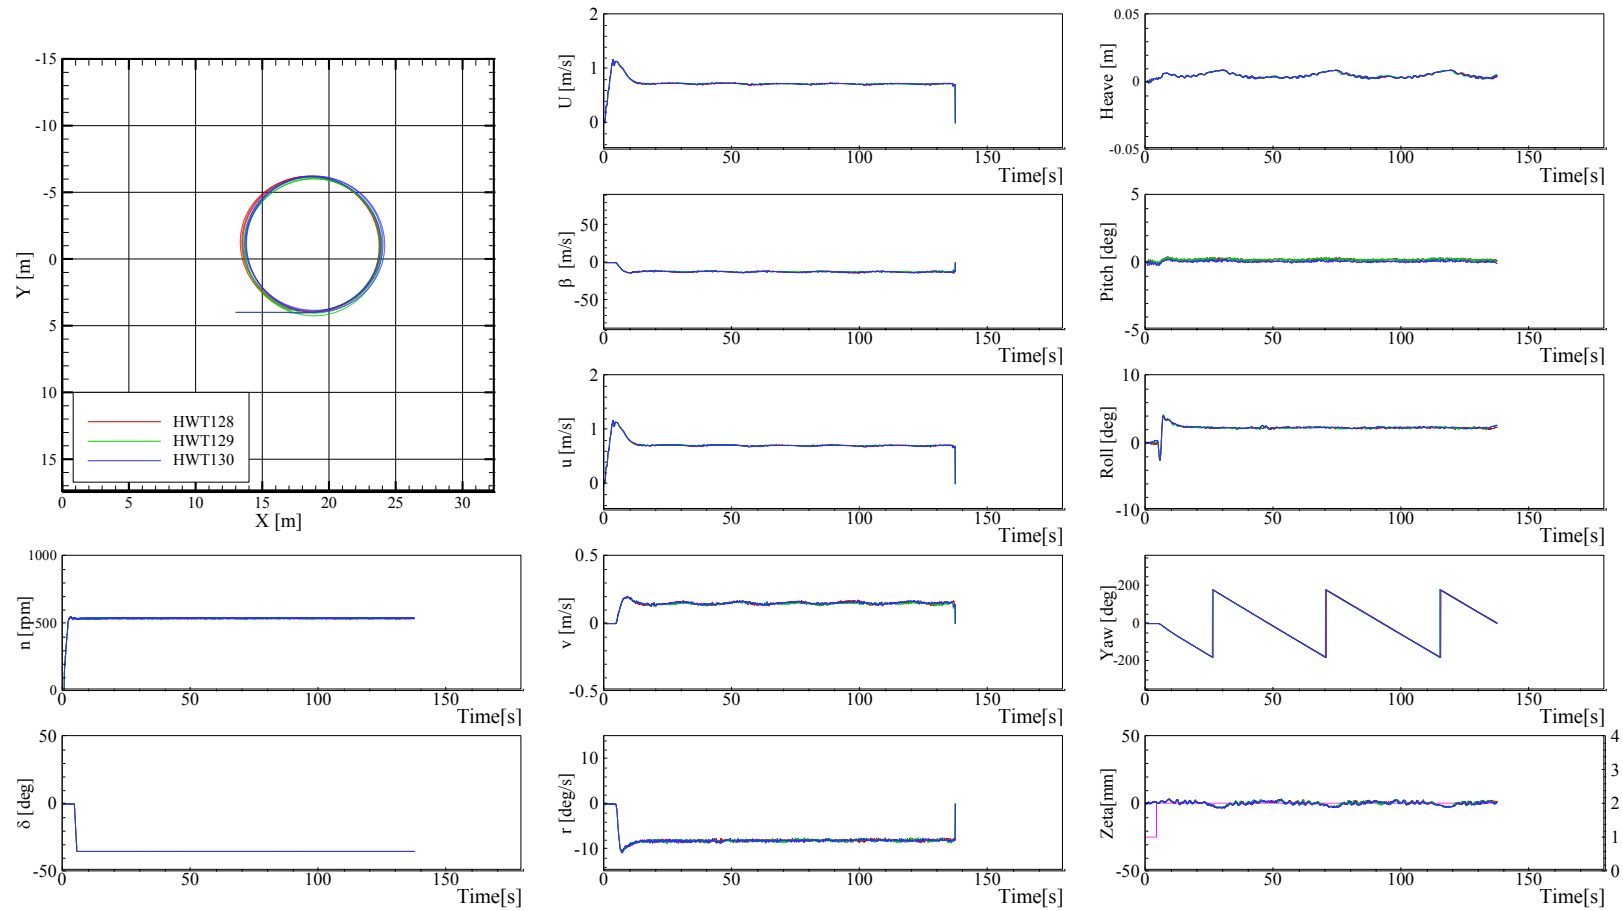 -15
-10
-5
0
5
10
15
Y [m]
HWT128
HWT129
HWT130
0 5 10 15 20 25 30
X [m]
2
1
0
U [m/s]
0 50 100 150
Time[s]
0.05
0
-0.05
Heave [m]
0 50 100 150
Time[s]
50
0
-50
β [m/s]
0 50 100 150
Time[s]
5
0
-5
Pitch [deg]
0 50 100 150
Time[s]
2
1
0
u [m/s]
0 50 100 150
Time[s]
10
0
-10
Roll [deg]
0 50 100 150
Time[s]
1000
500
0
n [rpm]
0 50 100 150
Time[s]
0.5
0
-0.5
v [m/s]
0 50 100 150
Time[s]
200
0
-200
Yaw [deg]
0 50 100 150
Time[s]
50
0
-50
δ [deg]
0 50 100 150
Time[s]
10
0
-10
r [deg/s]
0 50 100 150
Time[s]
50
0
-50
Zeta[mm]
4
3
2
1
0
0 50 100 150
Time[s]